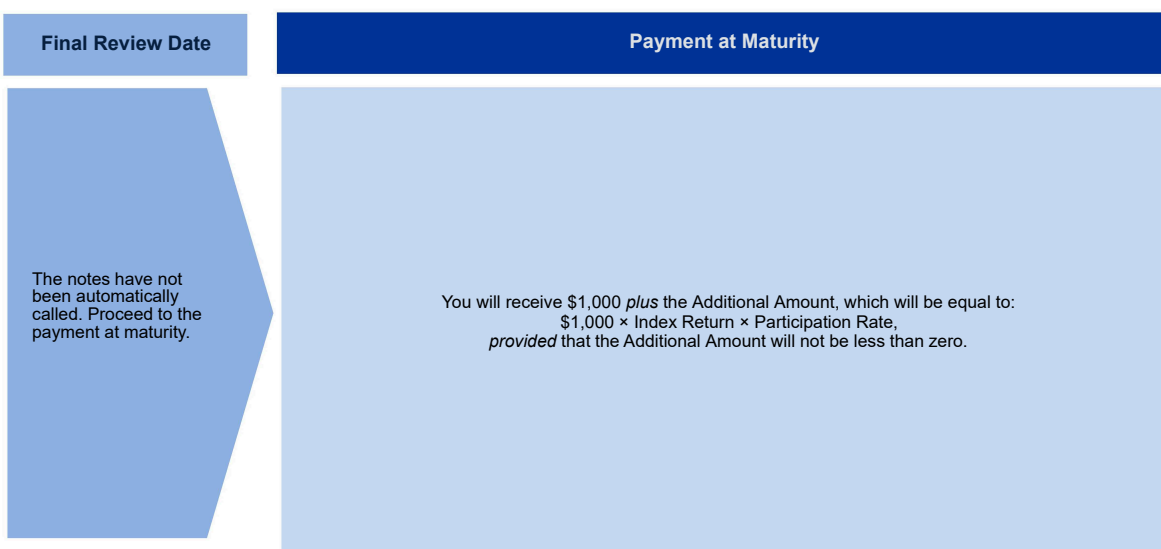 Final Review Date
Payment at Maturity
The notes have not
been automatically
called. Proceed to the
payment at maturity.
You will receive $1,000 plus the Additional Amount, which will be equal to:
$1,000 × Index Return × Participation Rate,
provided that the Additional Amount will not be less than zero.